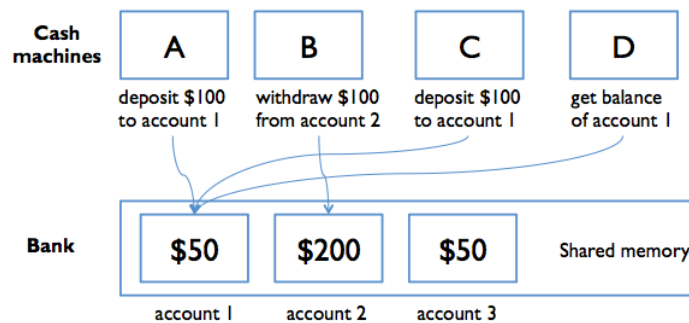 Cash machines
A B C D
deposit $100 to account 1
withdraw $100 from account 2
deposit $100 to account 1
get balance of account 1
Bank
$50 $200 $50
Shared memory
account 1 account 2 account 3